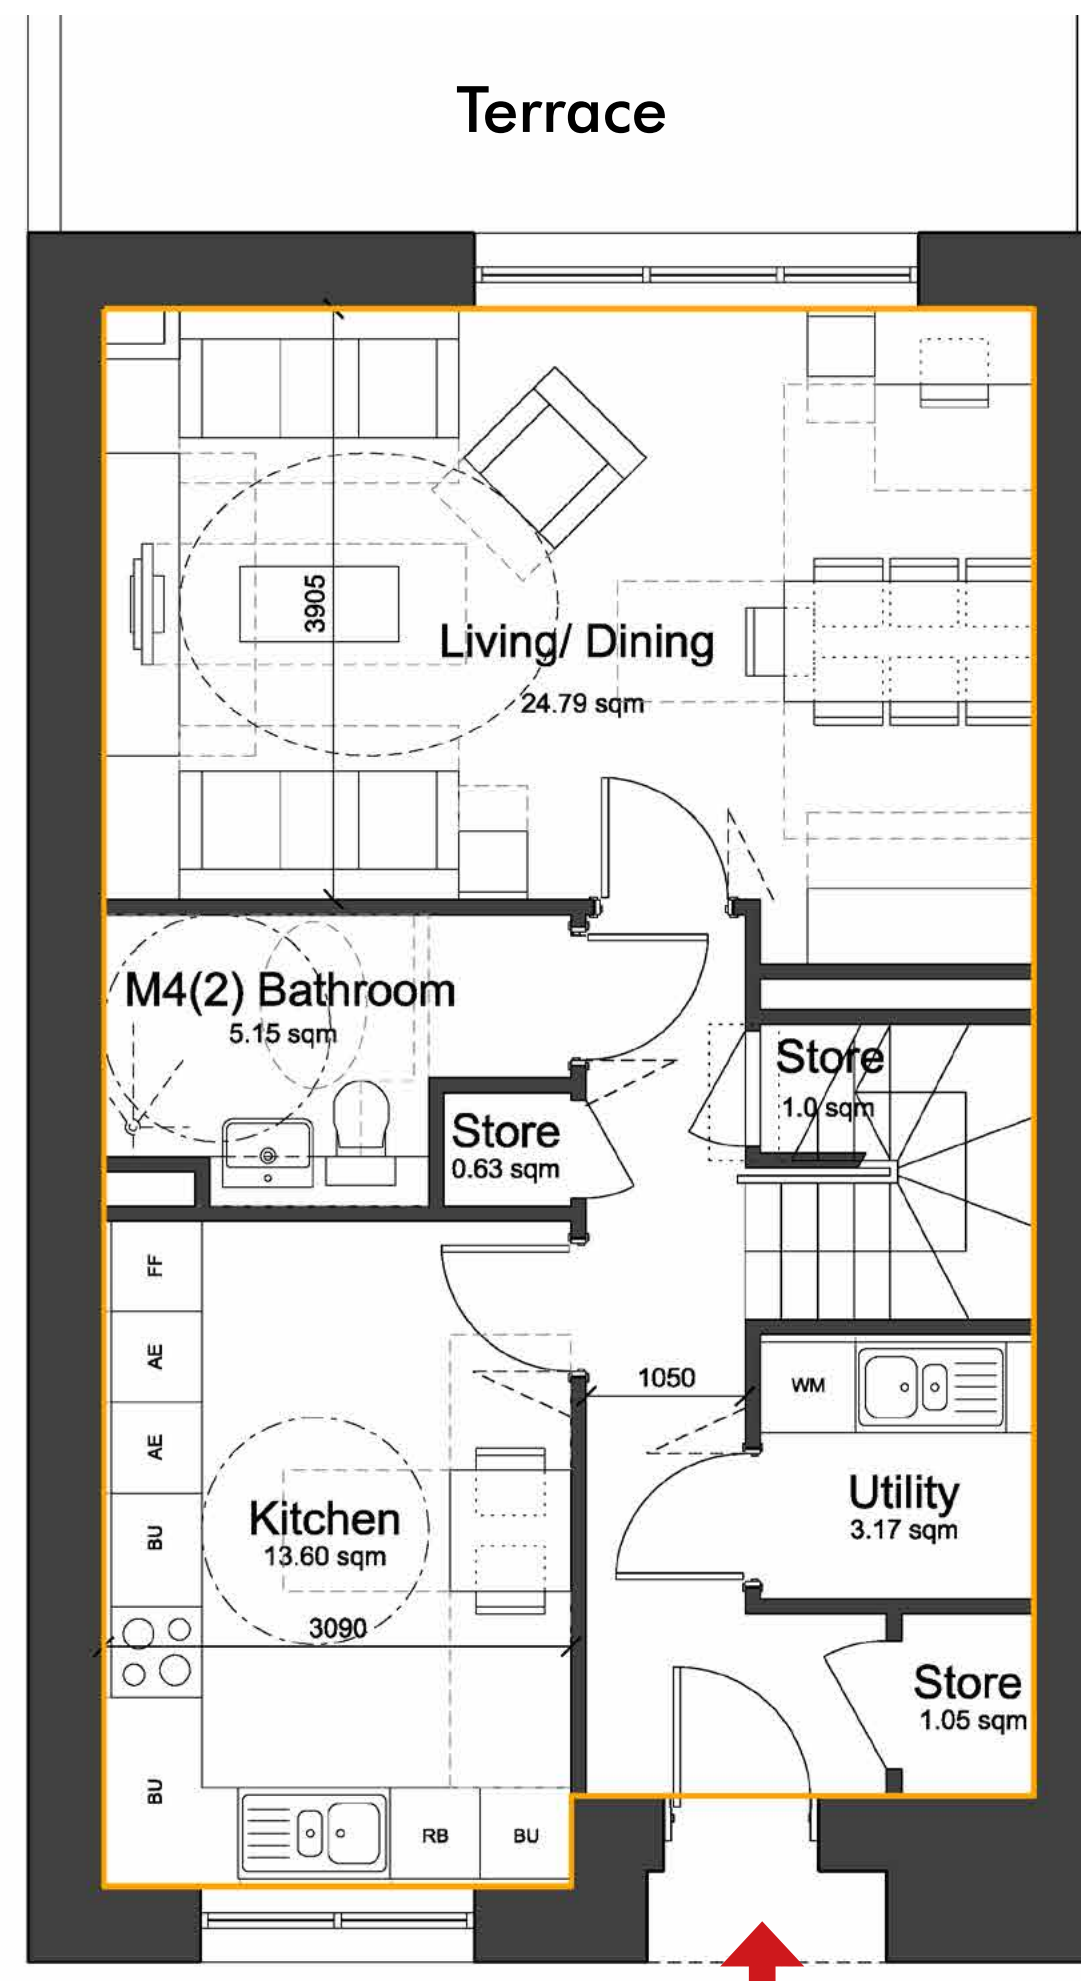 Terrace
3905
Living/ Dining
24.79 sqm
M4(2) Bathroom
5.15 sqm
Store
1.0 sqm
Store
0.63 sqm
FF
AE
AE
BU
1050
WM
Utility
3.17 sqm
Kitchen
13.60 sqm
3090
Store
1.05 sqm
BU
RB
BU